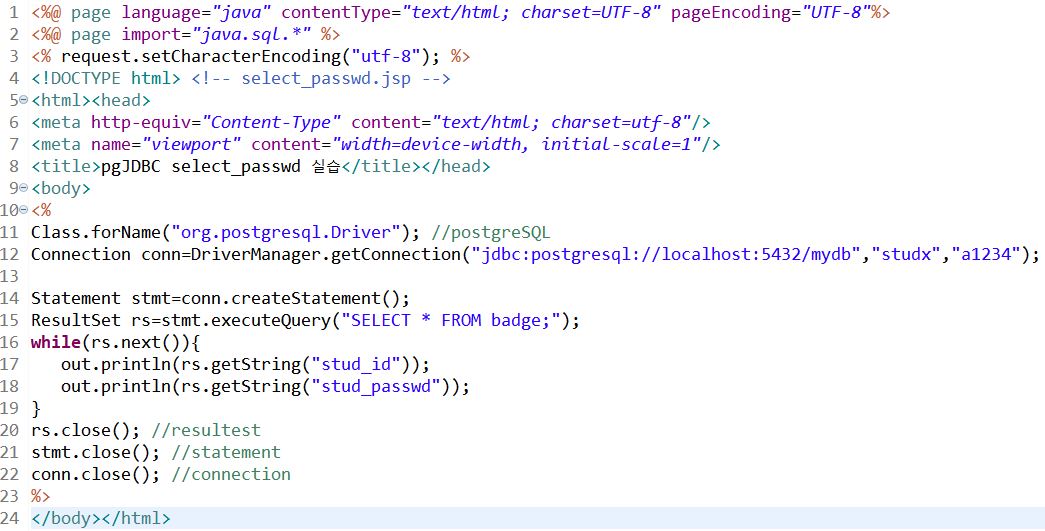 1 <%@ page language="java" contentType="text/html; charset=UTF-8" pageEncoding="UTF-8"%>
2 <%@ page import="java.sql.*" %>
3 <% request.setCharacterEncoding("utf-8"); %>
4 <!DOCTYPE html> <!-- select_passwd.jsp -->
5 <html><head>
6 <meta http-equiv="Content-Type" content="text/html; charset=utf-8"/>
7 <meta name="viewport" content="width=device-width, initial-scale=1"/>
8 <title>pgJDBC select_passwd 실습</title></head>
9 <body>
10 <%
11 Class.forName("org.postgresql.Driver"); //postgreSQL
12 Connection conn=DriverManager.getConnection("jdbc:postgresql://localhost:5432/mydb","studx","a1234");
13
14 Statement stmt=conn.createStatement();
15 ResultSet rs=stmt.executeQuery("SELECT * FROM badge;");
16 while(rs.next()){
17    out.println(rs.getString("stud_id"));
18    out.println(rs.getString("stud_passwd"));
19 }
20 rs.close(); //resultest
21 stmt.close(); //statement
22 conn.close(); //connection
23 %>
24 </body></html>